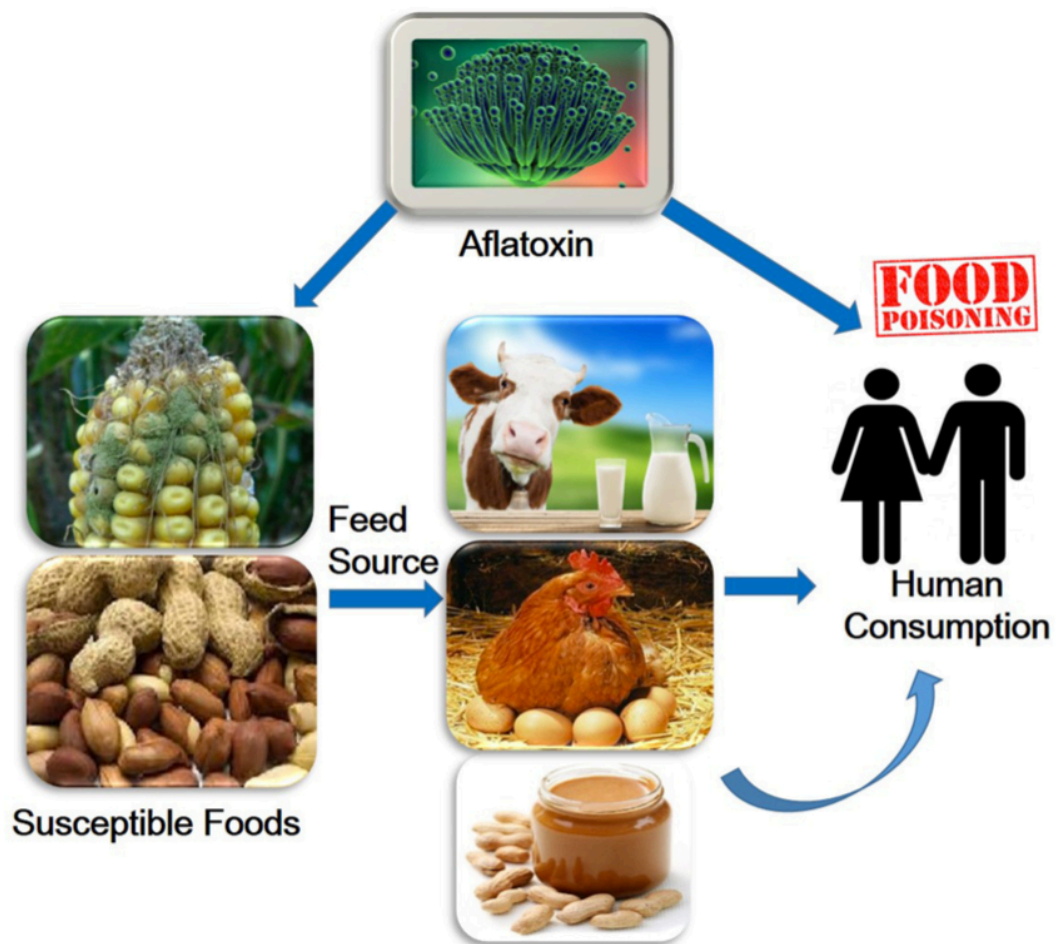 Aflatoxin
FOOD
POISONING
Feed
Source
Human
Consumption
Susceptible Foods